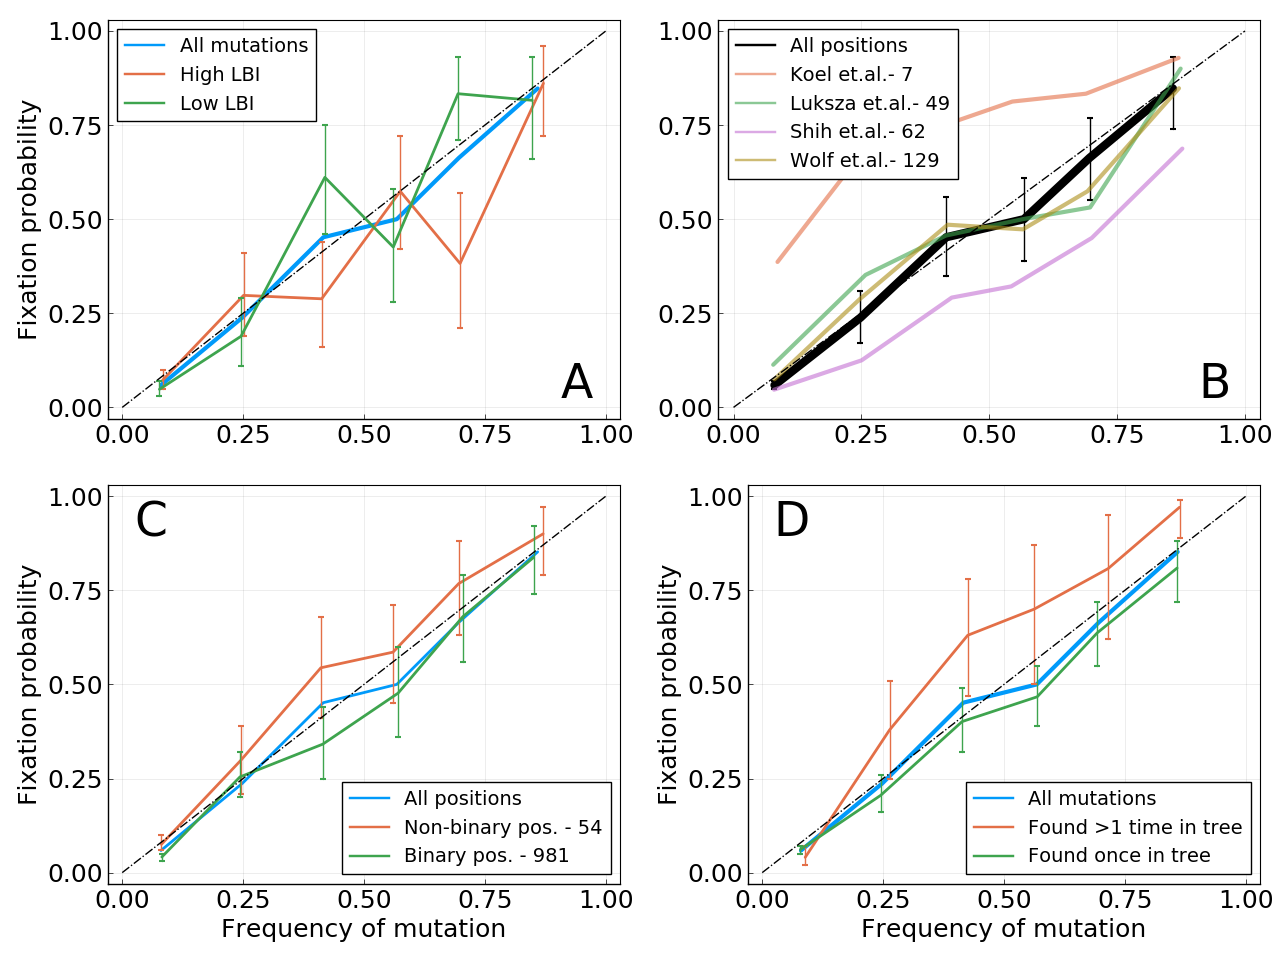 1.00
0.75
0.50
0.25
0.00
Fixation probability
All mutations
High LBI
Low LBI
A
0.00 0.25 0.50 0.75 1.00
1.00
0.75
0.50
0.25
0.00
All positions
Koel et.al.- 7
Luksza et.al.- 49
Shih et.al.- 62
Wolf et.al.- 129
B
0.00 0.25 0.50 0.75 1.00
1.00
0.75
0.50
0.25
0.00
Fixation probability
C
All positions
Non-binary pos. - 54
Binary pos. - 981
0.00 0.25 0.50 0.75 1.00
Frequency of mutation
1.00
0.75
0.50
0.25
0.00
Fixation probability
D
All mutations
Found >1 time in tree
Found once in tree
0.00 0.25 0.50 0.75 1.00
Frequency of mutation